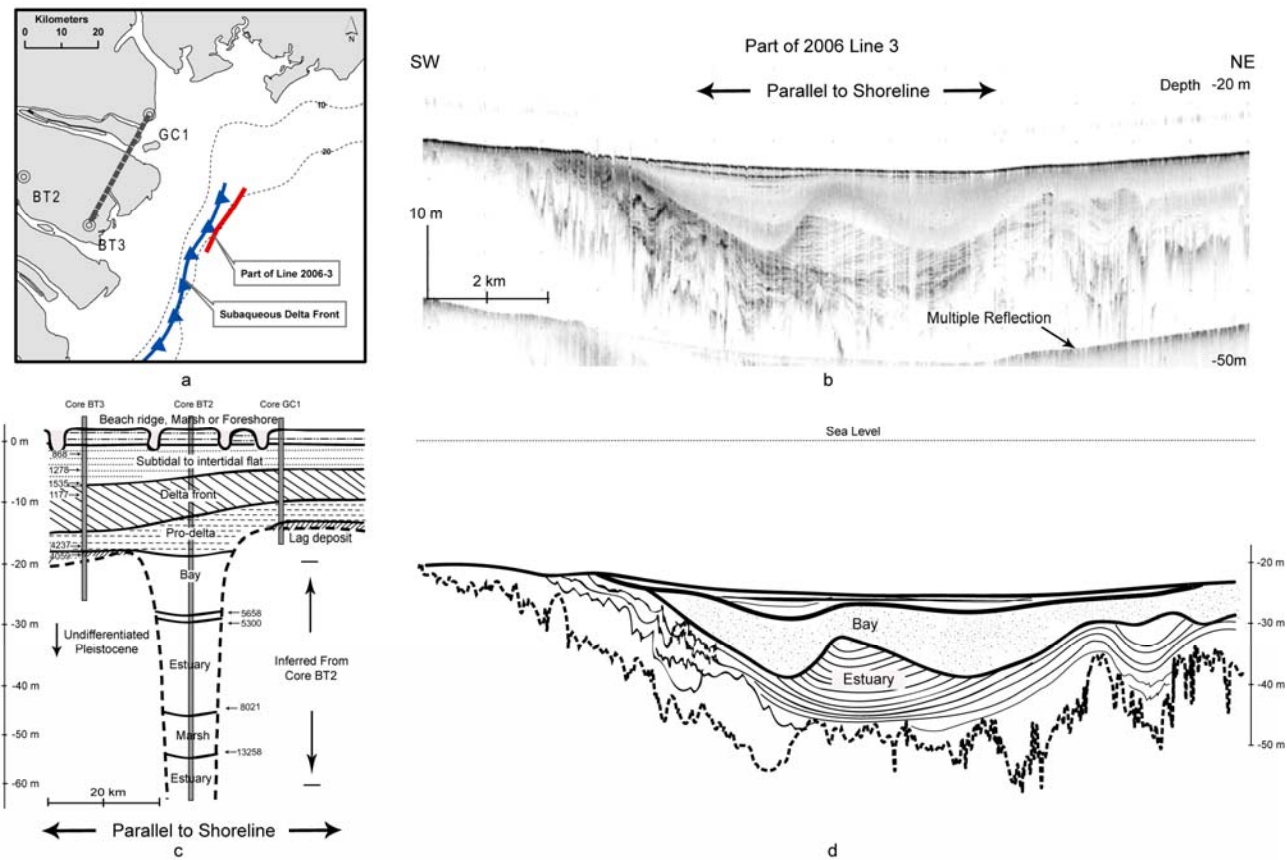 Kilometers
0 10 20
N
10
GC1
20
BT2
BT3
Part of Line 2006-3
Subaqueous Delta Front
a
Part of 2006 Line 3
SW
NE
Parallel to Shoreline
Depth -20 m
10 m
2 km
Multiple Reflection
-50m
b
Core BT3
Core BT2
Core GC1
Beach ridge, Marsh or Foreshore
0 m
868
Subtidal to intertidal flat
1278
1535
1177
Delta front
-10 m
Pro-delta
4237
Lag deposit
-20 m
Bay
5658
5300
-30 m
Undifferentiated
Pleistocene
Estuary
Inferred From
Core BT2
-40 m
8021
Marsh
-50 m
13258
Estuary
-60 m
20 km
Parallel to Shoreline
c
Sea Level
-20 m
Bay
-30 m
Estuary
-40 m
-50 m
d